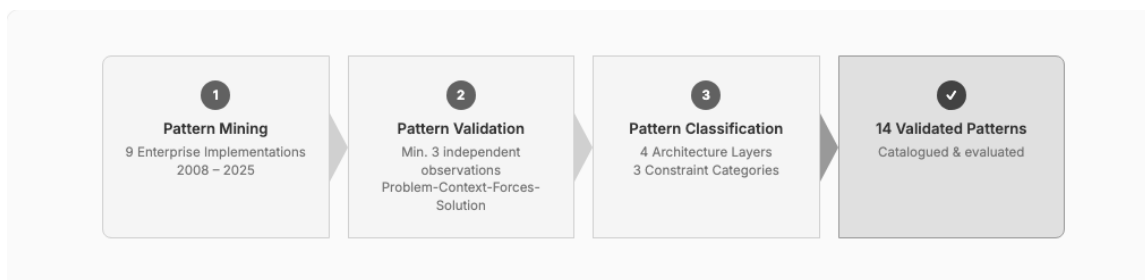 1
Pattern Mining
9 Enterprise Implementations
2008 – 2025
2
Pattern Validation
Min. 3 independent
observations
Problem-Context-Forces-
Solution
3
Pattern Classification
4 Architecture Layers
3 Constraint Categories
14 Validated Patterns
Catalogued & evaluated